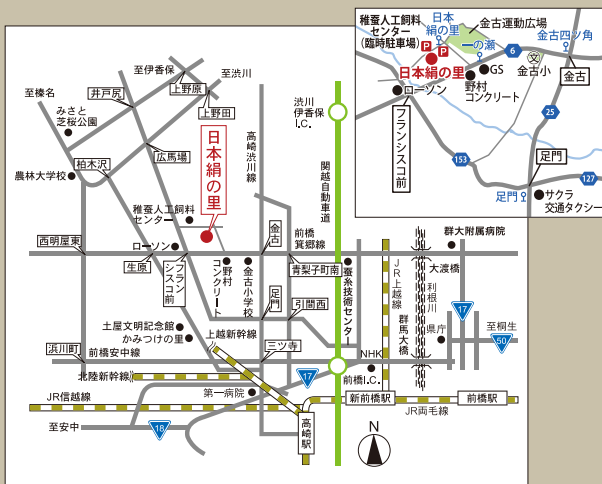 稚蚕人工飼料
センター
(臨時駐車場)
日本
絹の里
金古運動広場
金古四ツ角
P
P
一の瀬
6
日本絹の里
GS
文
金古小
金古
ローソン
野村
コンクリート
フランシスコ前
25
153
足門
127
足門
サクラ
交通タクシー
至伊香保
至渋川
至榛名
井戸尻
上野原
上野田
みさと
芝桜公園
渋川
伊香保
I.C.
高崎渋川線
関越自動車道
日本絹の里
広馬場
柏木沢
農林大学校
稚蚕人工飼料
センター
金古
前橋
箕郷線
群大附属病院
西明屋東
ローソン
生原
フラン
シスコ前
野村
コンクリート
金古小学校
足門
青梨子町南
引間西
蚕糸技術センタ
JR上越線
利根川
大渡橋
群馬大橋
17
県庁
至桐生
50
土屋文明記念館
かみつけの里
上越新幹線
三ツ寺
浜川町
前橋安中線
NHK
北陸新幹線
17
前橋I.C.
第一病院
JR信越線
新前橋駅
前橋駅
JR両毛線
至安中
18
高崎駅
N